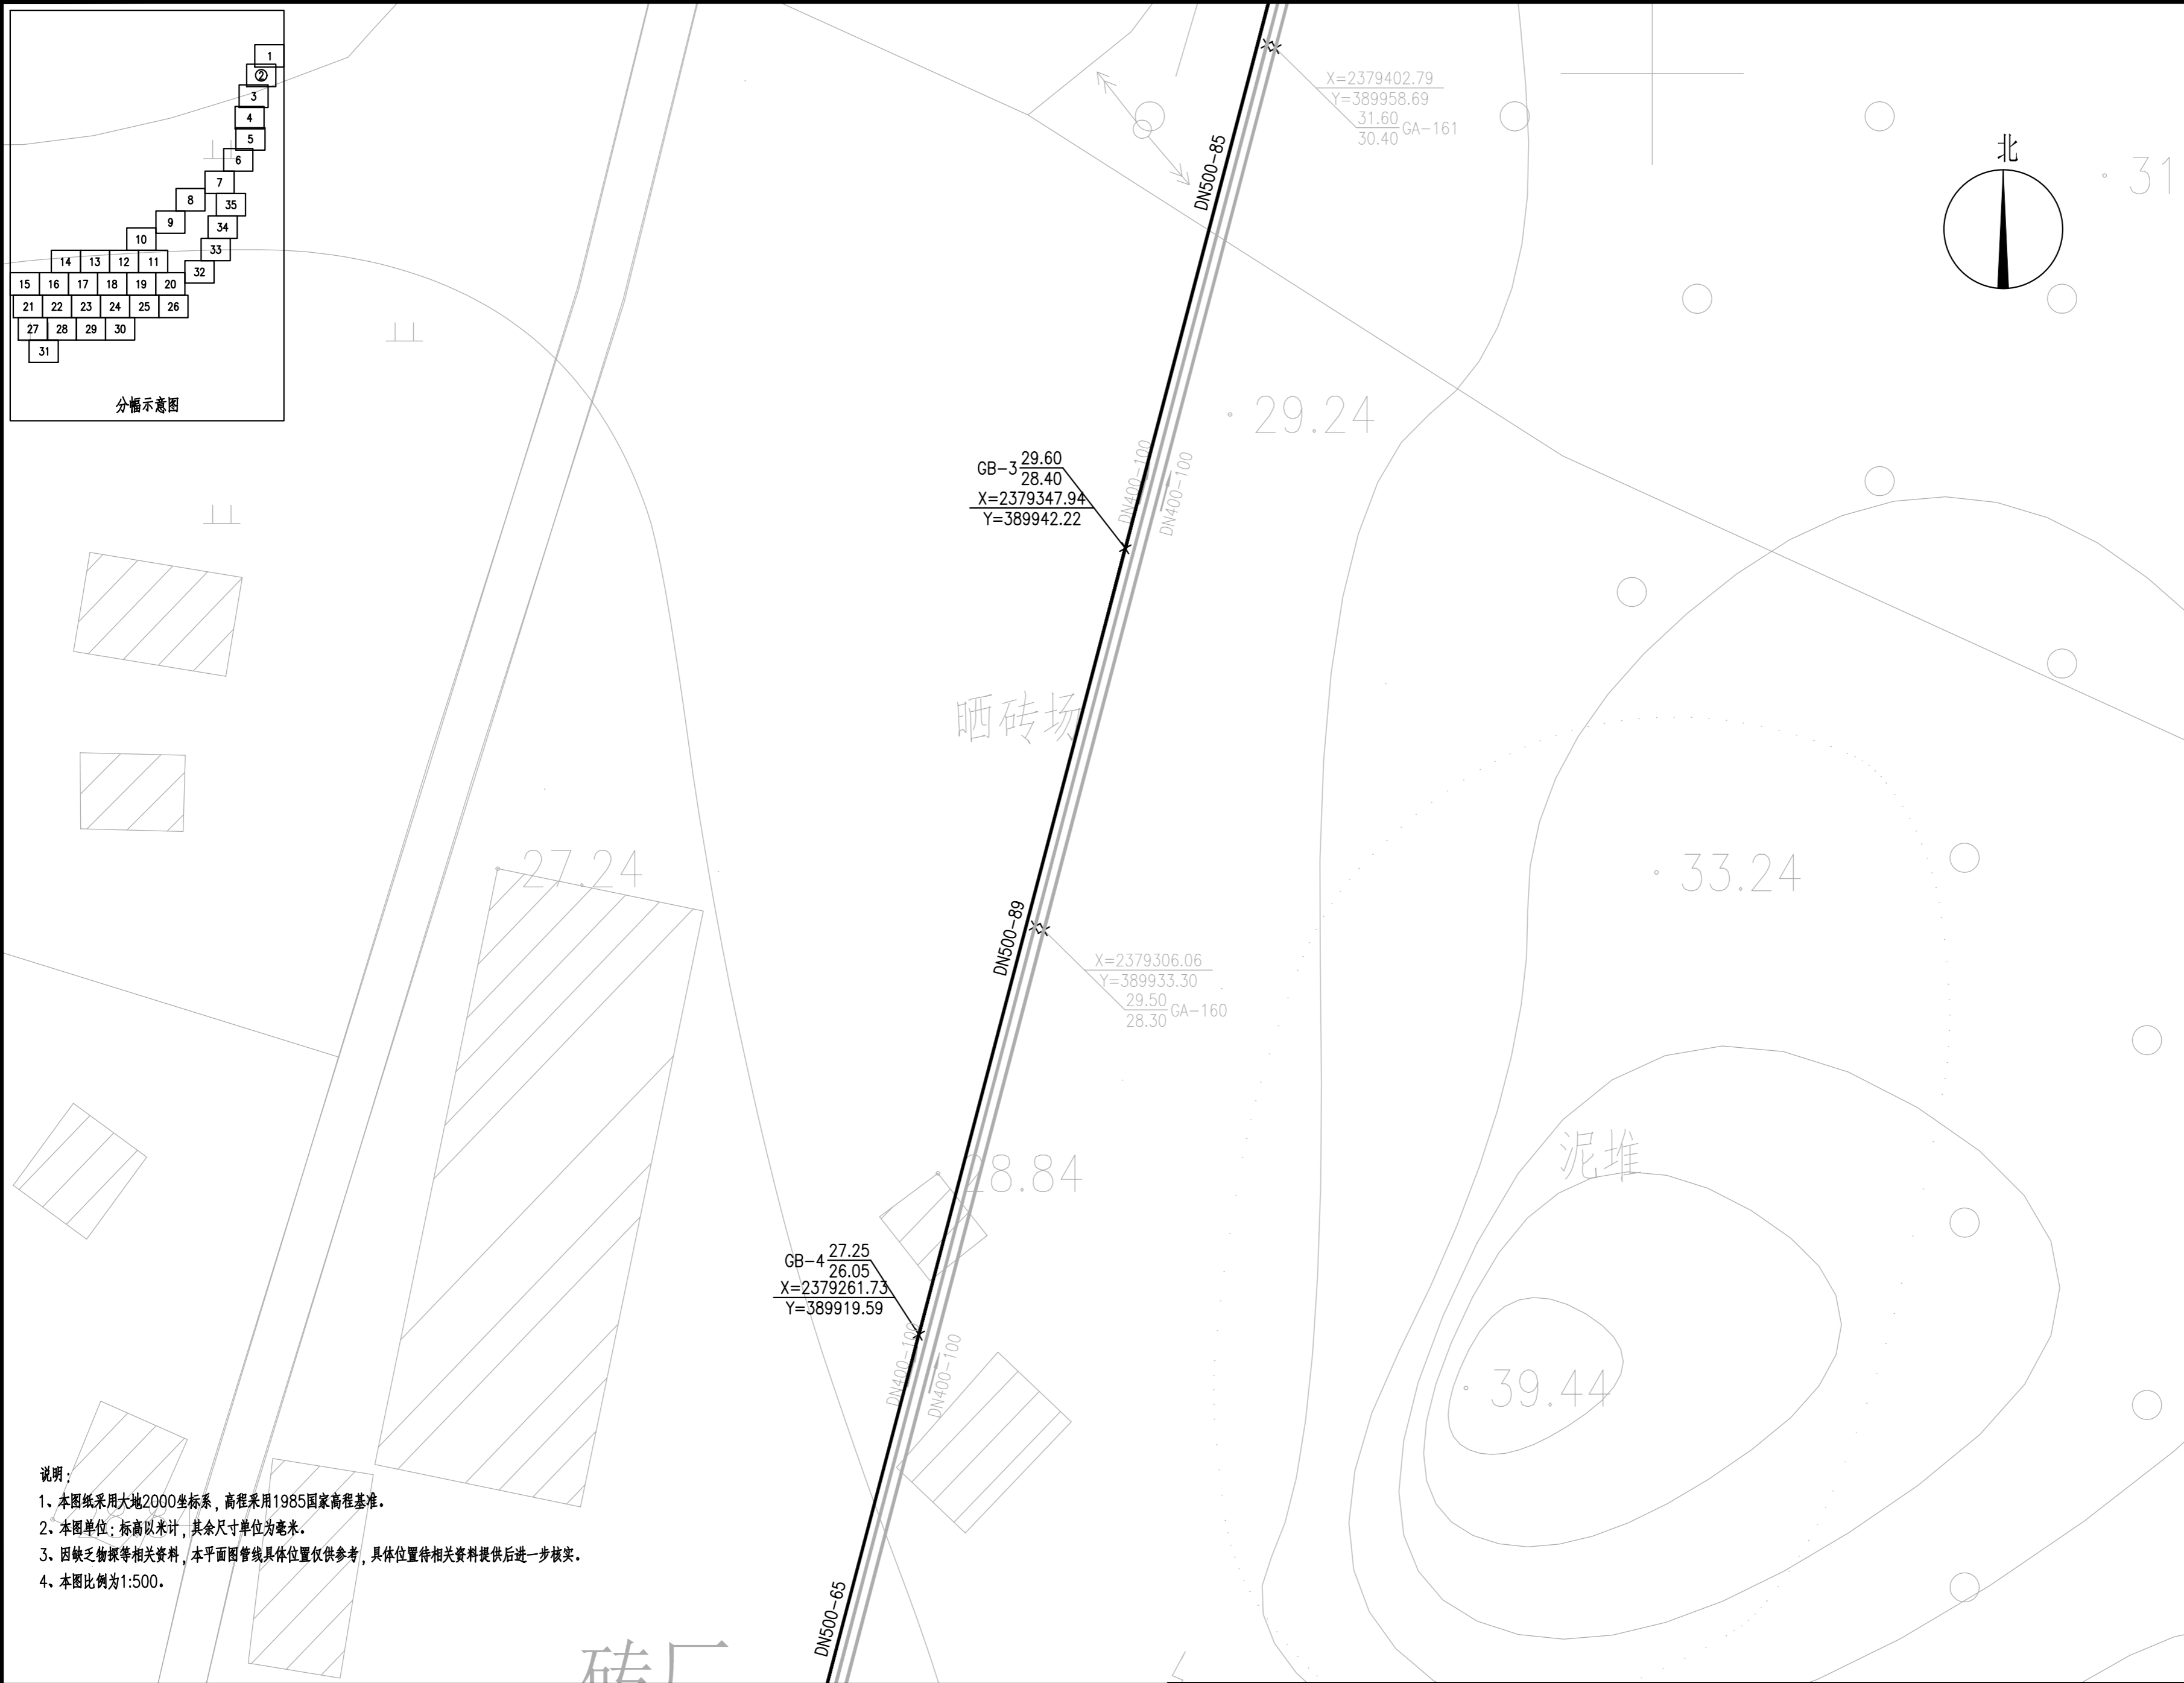 1
②
3
4
5
6
7
8
35
9
34
10
33
14 13 12 11
32
15 16 17 18 19 20
21 22 23 24 25 26
27 28 29 30
31
分幅示意图
X=2379402.79
Y=389958.69
31.60
30.40
GA-161
DN500-85
北
31
29.24
GB-3
29.60
28.40
X=2379347.94
Y=389942.22
DN400-100
DN400-100
晒砖场
27.24
33.24
DN500-89
X=2379306.06
Y=389933.30
29.50
28.30
GA-160
泥堆
28.84
GB-4
27.25
26.05
X=2379261.73
Y=389919.59
DN400-100
DN400-100
39.44
说明：
1、本图纸采用大地2000坐标系，高程采用1985国家高程基准。
2、本图单位：标高以米计，其余尺寸单位为毫米。
3、因缺乏物探等相关资料，本平面图管线具体位置仅供参考，具体位置待相关资料提供后进一步核实。
4、本图比例为1:500。
DN500-65
砖厂